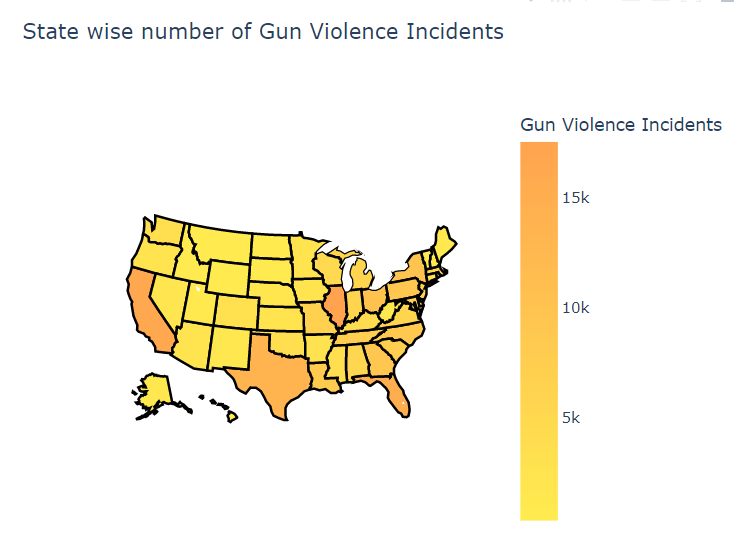 State wise number of Gun Violence Incidents
Gun Violence Incidents
15k
10k
5k